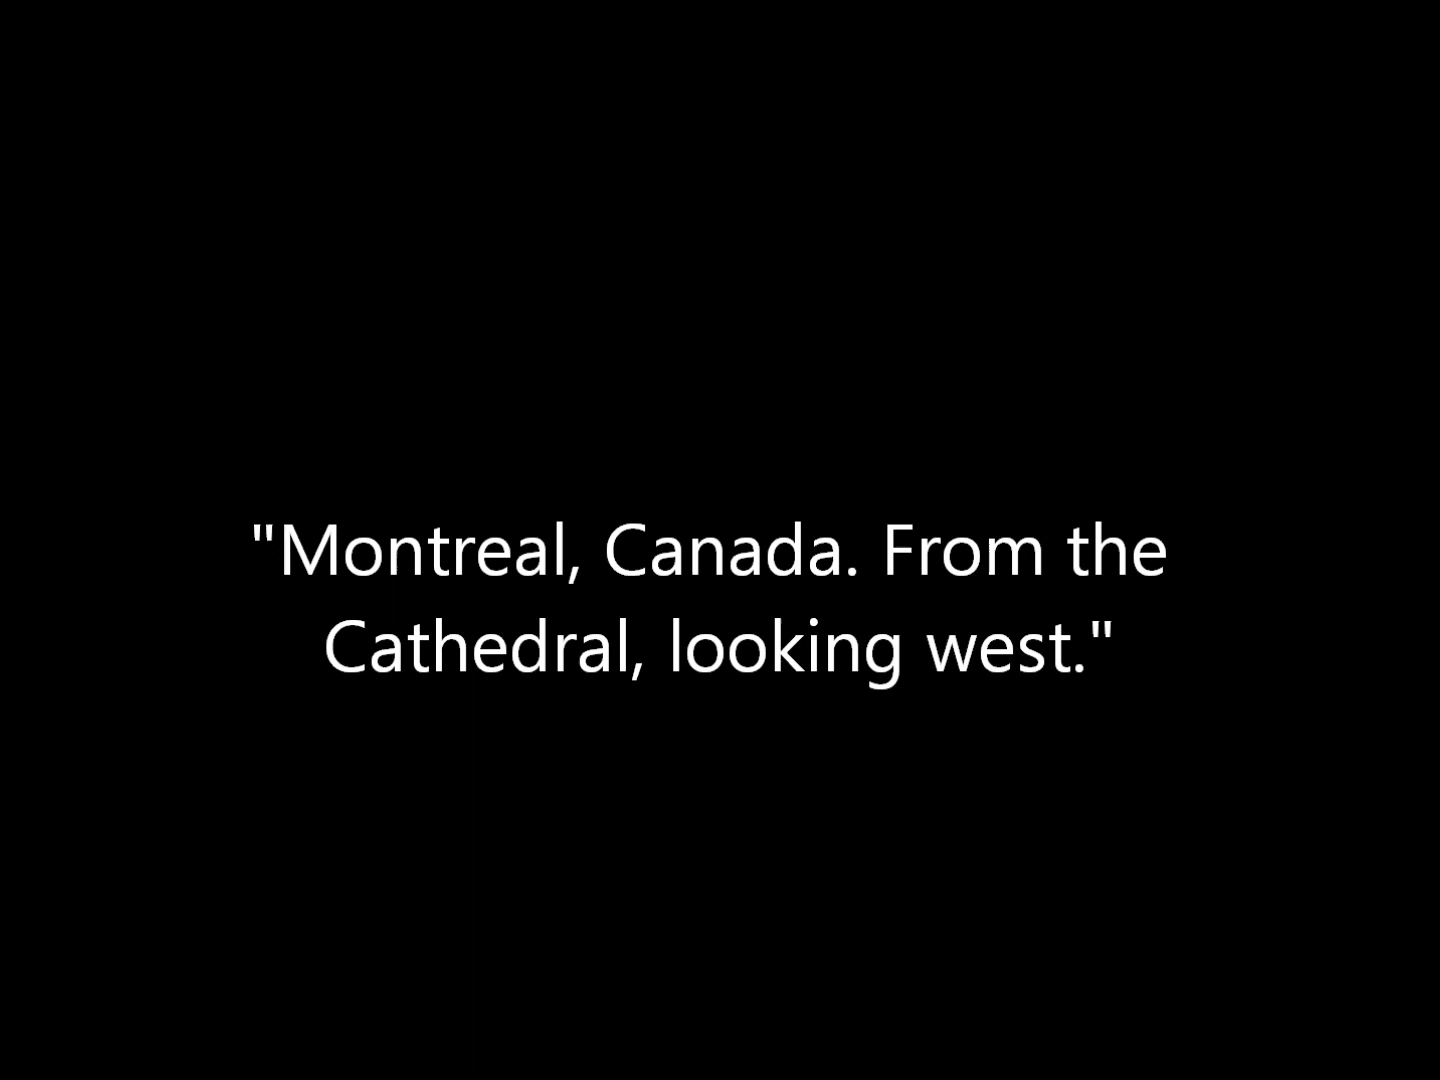 "Montreal, Canada. From the
Cathedral, looking west."